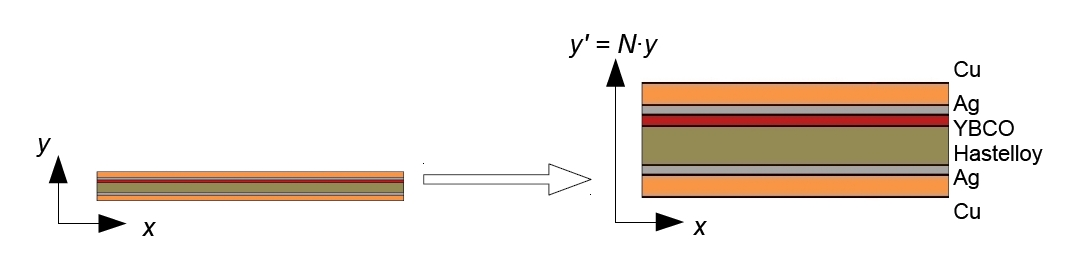 y
x
y' = N·y
x
Cu
Ag
YBCO
Hastelloy
Ag
Cu